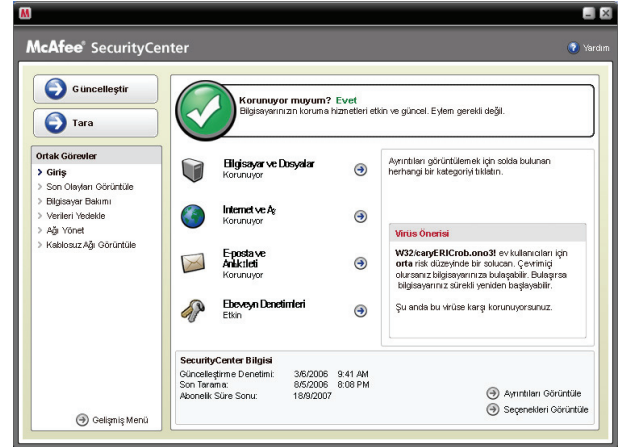 McAfee® SecurityCenter
Yardım
Güncelleştir
Tara
Ortak Görevler
Giriş
Son Olayları Görüntüle
Bilgisayar Bakımı
Verileri Yedekle
Ağı Yönet
Kablosuz Ağı Görüntüle
Gelişmiş Menü
Korunuyor muyum? Evet
Bilgisayarınızın koruma hizmetleri etkin ve güncel. Eylem gerekli değil.
Bilgisayar ve Dosyalar
Korunuyor
Internet ve Ağ
Korunuyor
E-posta ve
Anlık İleti
Korunuyor
Ebeveyn Denetimleri
Etkin
Ayrıntıları görüntülemek için solda bulunan
herhangi bir kategoriyi tıklatın.
Virüs Önerisi
W32/caryERICrob.ono3! ev kullanıcıları için
orta risk düzeyinde bir solucan. Çevrimiçi
olursanız bilgisayarınıza bulaşabilir. Bulaşırsa
bilgisayarınız sürekli yeniden başlayabilir.
Şu anda bu virüse karşı korunuyorsunuz.
SecurityCenter Bilgisi
Güncelleştirme Denetimi: 3/6/2006 9:41 AM
Son Tarama: 8/5/2006 8:08 PM
Abonelik Süre Sonu: 18/9/2007
Ayrıntıları Görüntüle
Seçenekleri Görüntüle